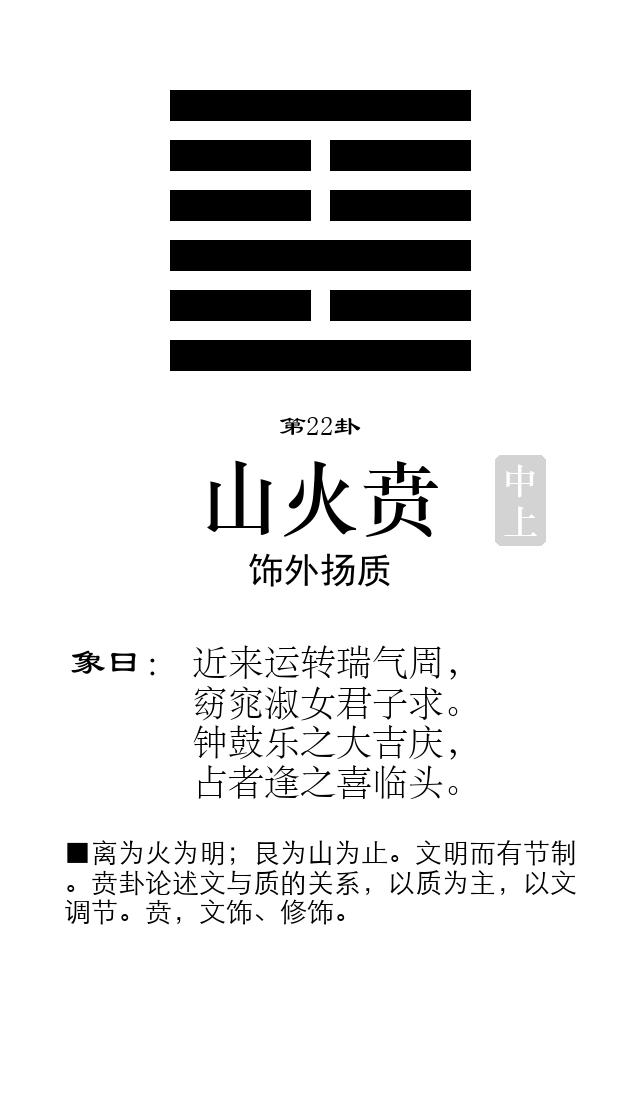 第22卦
山火贲
中上
饰外扬质
象曰：近来运转瑞气周，
窈窕淑女君子求。
钟鼓乐之大吉庆，
占者逢之喜临头。
■离为火为明；艮为山为止。文明而有节制
。贲卦论述文与质的关系，以质为主，以文
调节。贲，文饰、修饰。